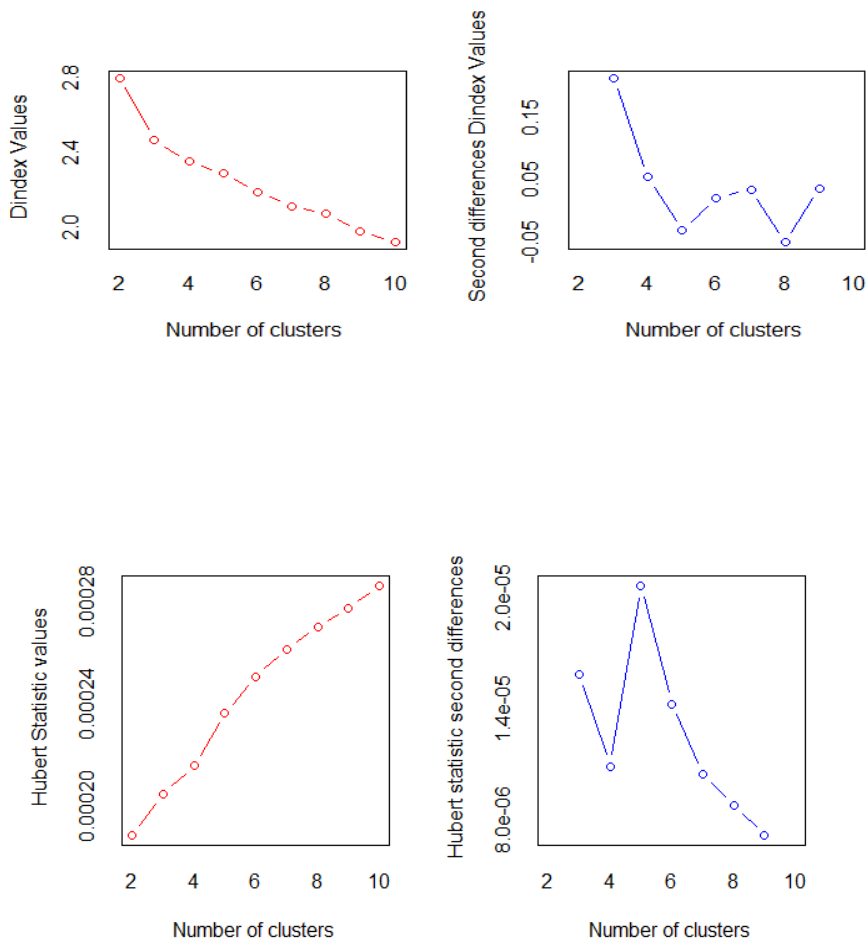 Dindex Values
2.0 2.4 2.8
2 4 6 8 10
Number of clusters
Second differences Dindex Values
-0.05 0.05 0.15
2 4 6 8 10
Number of clusters
Hubert Statistic values
0.00020 0.00024 0.00028
2 4 6 8 10
Number of clusters
Hubert statistic second differences
8.0e-06 1.4e-05 2.0e-05
2 4 6 8 10
Number of clusters